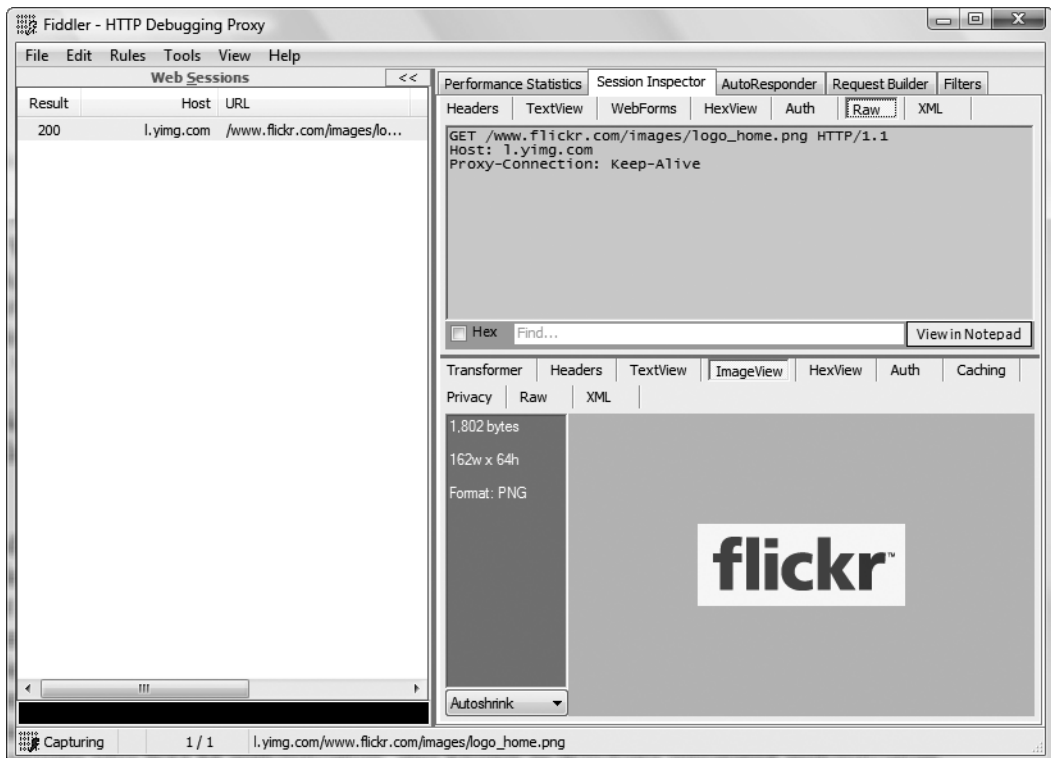 Fiddler - HTTP Debugging Proxy
File Edit Rules Tools View Help
Web Sessions <<
Result Host URL
200 l.yimg.com /www.flickr.com/images/lo...
Performance Statistics Session Inspector AutoResponder Request Builder Filters
Headers TextView WebForms HexView Auth Raw XML
GET /www.flickr.com/images/logo_home.png HTTP/1.1
Host: l.yimg.com
Proxy-Connection: Keep-Alive
Hex Find... View in Notepad
Transformer Headers TextView ImageView HexView Auth Caching
Privacy Raw XML
1,802 bytes
162w x 64h
Format: PNG
flickr™
Autoshrink
Capturing 1 / 1 l.yimg.com/www.flickr.com/images/logo_home.png